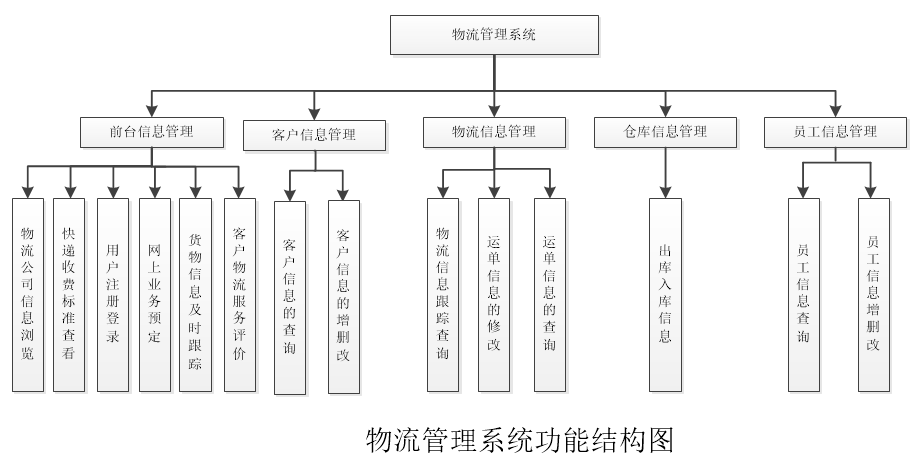 物流管理系统
前台信息管理
客户信息管理
物流信息管理
仓库信息管理
员工信息管理
物流公司信息浏览
快递收费标准查看
用户注册登录
网上业务预定
货物信息及时跟踪
客户物流服务评价
客户信息的查询
客户信息的增删改
物流信息跟踪查询
运单信息的修改
运单信息的查询
出库入库信息
员工信息查询
员工信息增删改
物流管理系统功能结构图